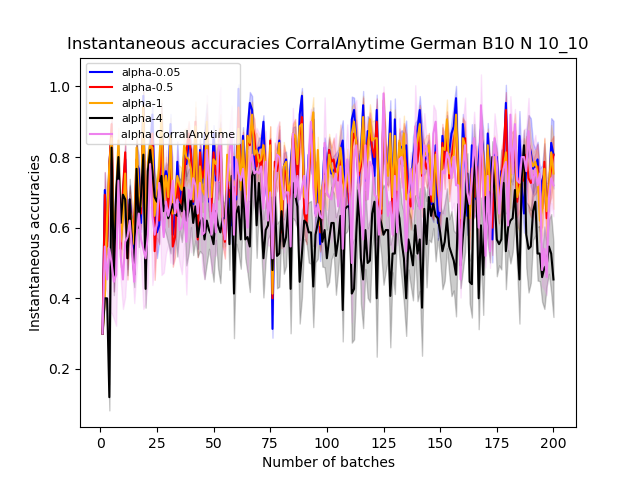 Instantaneous accuracies CorralAnytime German B10 N 10_10
alpha-0.05
alpha-0.5
alpha-1
alpha-4
alpha CorralAnytime
1.0
0.8
0.6
0.4
0.2
Instantaneous accuracies
0 25 50 75 100 125 150 175 200
Number of batches